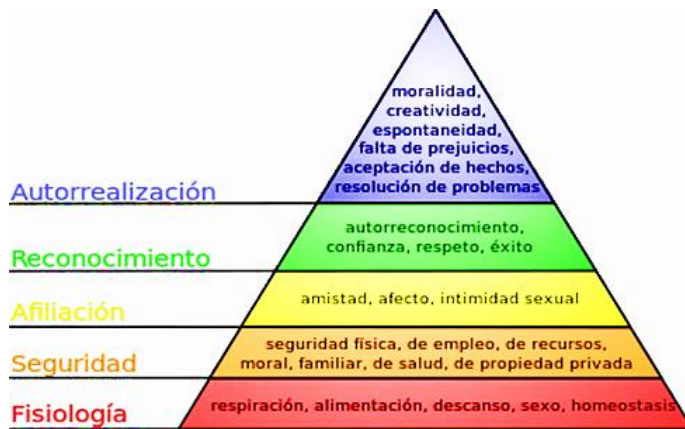 moralidad,
creatividad,
espontaneidad,
falta de prejuicios,
aceptación de hechos,
resolución de problemas
Autorrealización
autorreconocimiento,
confianza, respeto, éxito
Reconocimiento
amistad, afecto, intimidad sexual
Afiliación
seguridad física, de empleo, de recursos,
moral, familiar, de salud, de propiedad privada
Seguridad
respiración, alimentación, descanso, sexo, homeostasis
Fisiología